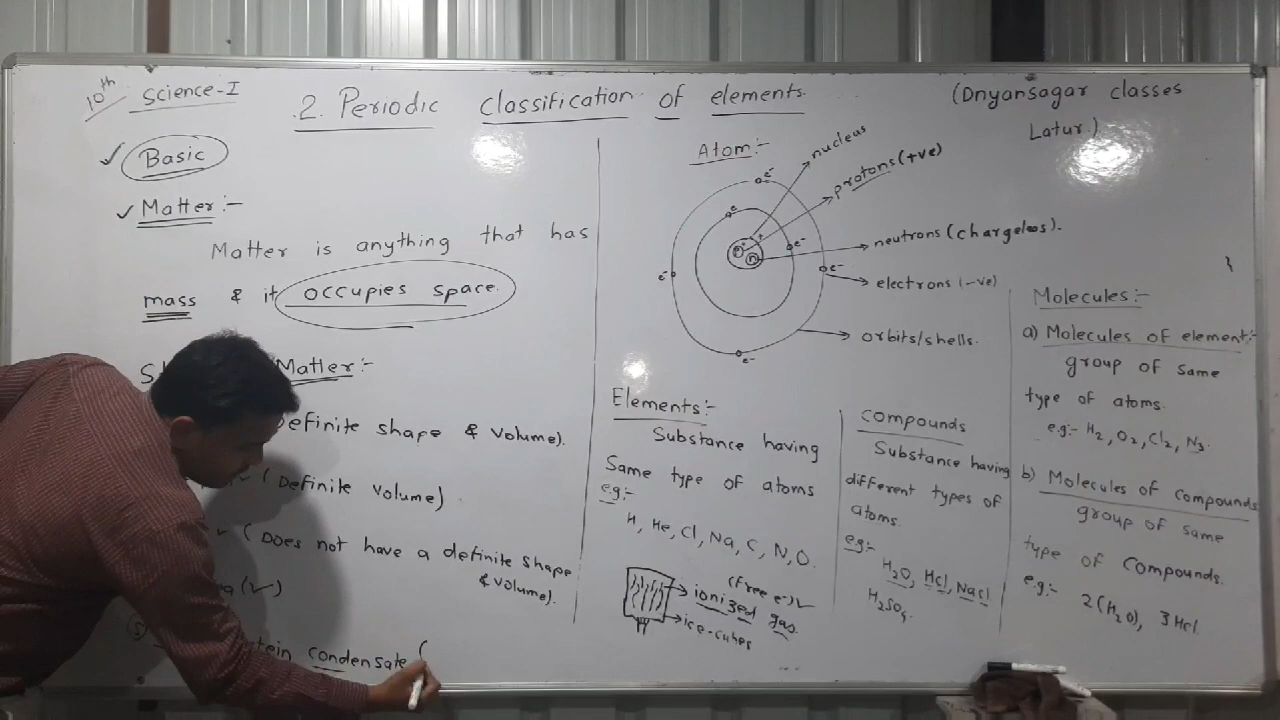 10th Science-I
2. Periodic classification of elements.
(Dnyansagar classes
Latur.)
Basic
Matter:-
Matter is anything that has
mass & it occupies space.
Matter:-
Definite shape & volume).
(Definite volume)
(Does not have a definite shape
& volume).
condensate (
Atom:-
nucleus
protons (+ve)
neutrons (chargeless).
electrons (-ve)
orbits/shells.
e-
e-
e-
e-
e-
e-
n
Elements:-
Substance having
Same type of atoms
e.g:-
H, He, Cl, Na, C, N, O.
(free e-)
ionized gas.
ice-cubes
compounds
Substance having
different types of
atoms.
eg:-
H2O, Hcl, Nacl
H2SO4.
Molecules:-
a) Molecules of element:-
group of same
type of atoms.
e.g:- H2, O2, Cl2, N3.
b) Molecules of compounds
group of same
type of compounds.
e.g:- 2(H2O), 3Hcl.